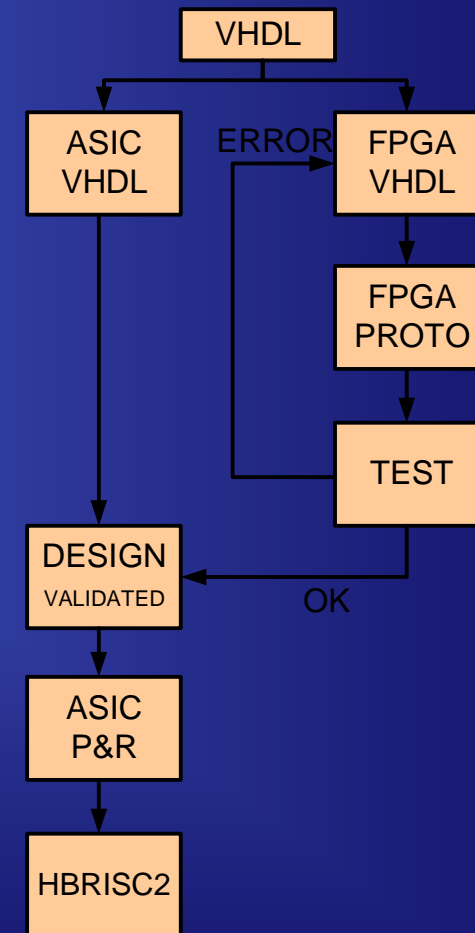 VHDL
ASIC
VHDL
ERROR
FPGA
VHDL
FPGA
PROTO
TEST
DESIGN
VALIDATED
OK
ASIC
P&R
HBRISC2